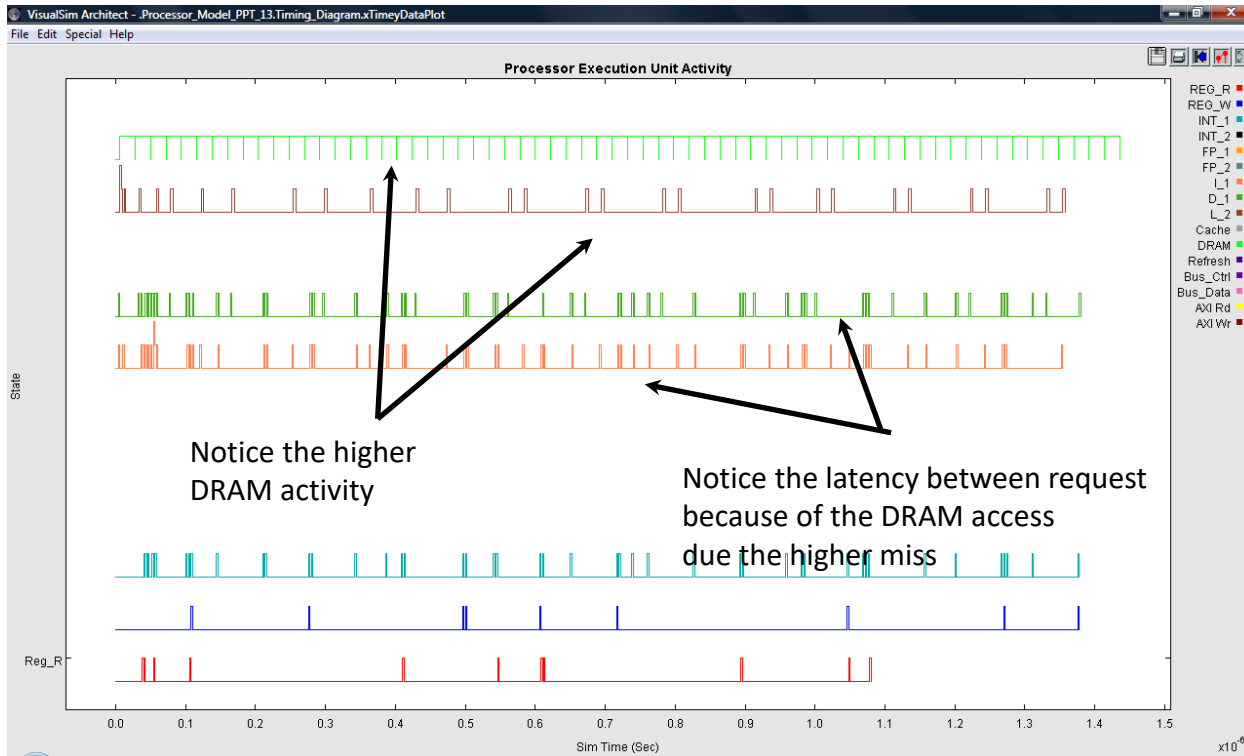 VisualSim Architect - .Processor_Model_PPT_13.Timing_Diagram.xTimeyDataPlot
File Edit Special Help
Processor Execution Unit Activity
REG_R
REG_W
INT_1
INT_2
FP_1
FP_2
I_1
D_1
L_2
Cache
DRAM
Refresh
Bus_Ctrl
Bus_Data
AXI Rd
AXI Wr
State
Notice the higher
DRAM activity
Notice the latency between request
because of the DRAM access
due the higher miss
Reg_R
0.0 0.1 0.2 0.3 0.4 0.5 0.6 0.7 0.8 0.9 1.0 1.1 1.2 1.3 1.4 1.5
Sim Time (Sec)
x10^-6